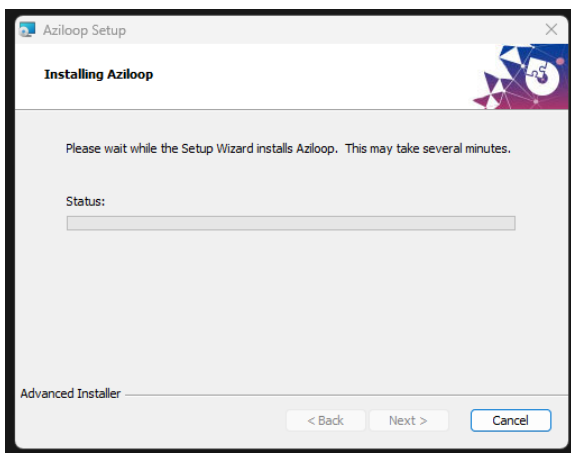 Aziloop Setup
Installing Aziloop
Please wait while the Setup Wizard installs Aziloop. This may take several minutes.
Status:
Advanced Installer
< Back Next > Cancel